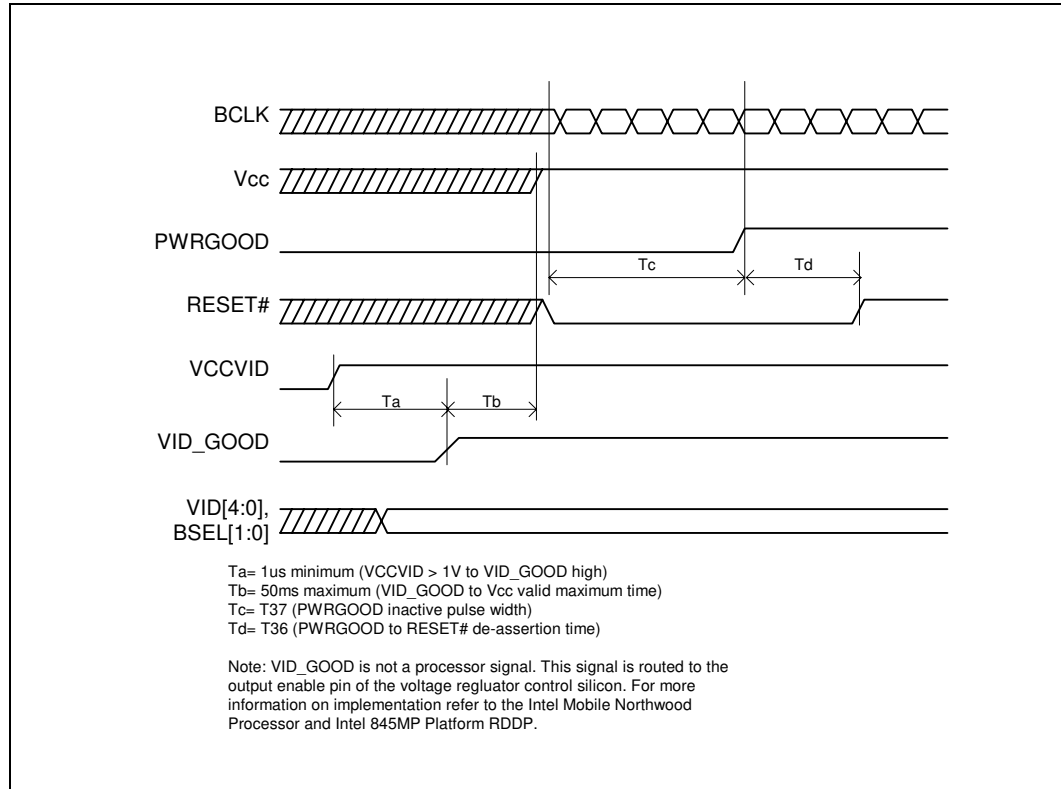 BCLK
Vcc
PWRGOOD
Tc
Td
RESET#
VCCVID
Ta
Tb
VID_GOOD
VID[4:0],
BSEL[1:0]
Ta= 1us minimum (VCCVID > 1V to VID_GOOD high)
Tb= 50ms maximum (VID_GOOD to Vcc valid maximum time)
Tc= T37 (PWRGOOD inactive pulse width)
Td= T36 (PWRGOOD to RESET# de-assertion time)
Note: VID_GOOD is not a processor signal. This signal is routed to the
output enable pin of the voltage regluator control silicon. For more
information on implementation refer to the Intel Mobile Northwood
Processor and Intel 845MP Platform RDDP.